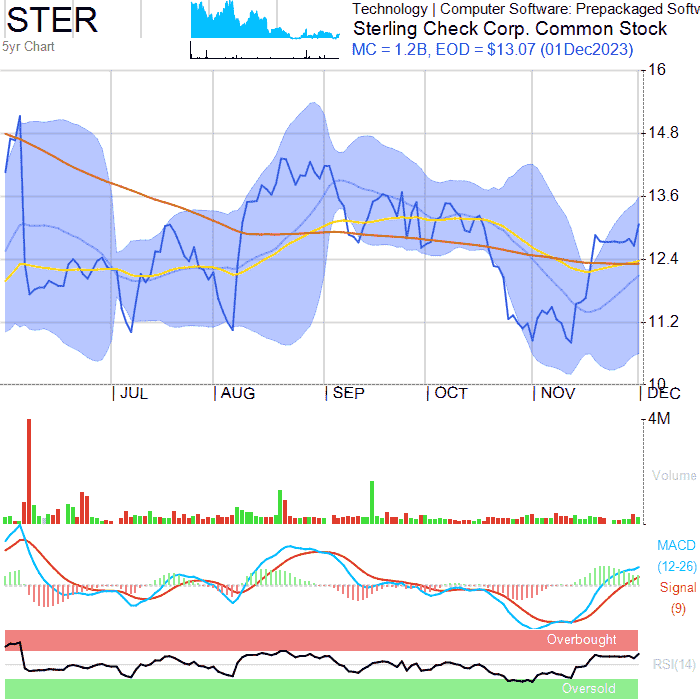 STER
5yr Chart
Technology | Computer Software: Prepackaged Softw
Sterling Check Corp. Common Stock
MC = 1.2B, EOD = $13.07 (01Dec2023)
16
14.8
13.6
12.4
11.2
10
JUL
AUG
SEP
OCT
NOV
DEC
4M
Volume
MACD
(12-26)
Signal
(9)
Overbought
RSI(14)
Oversold